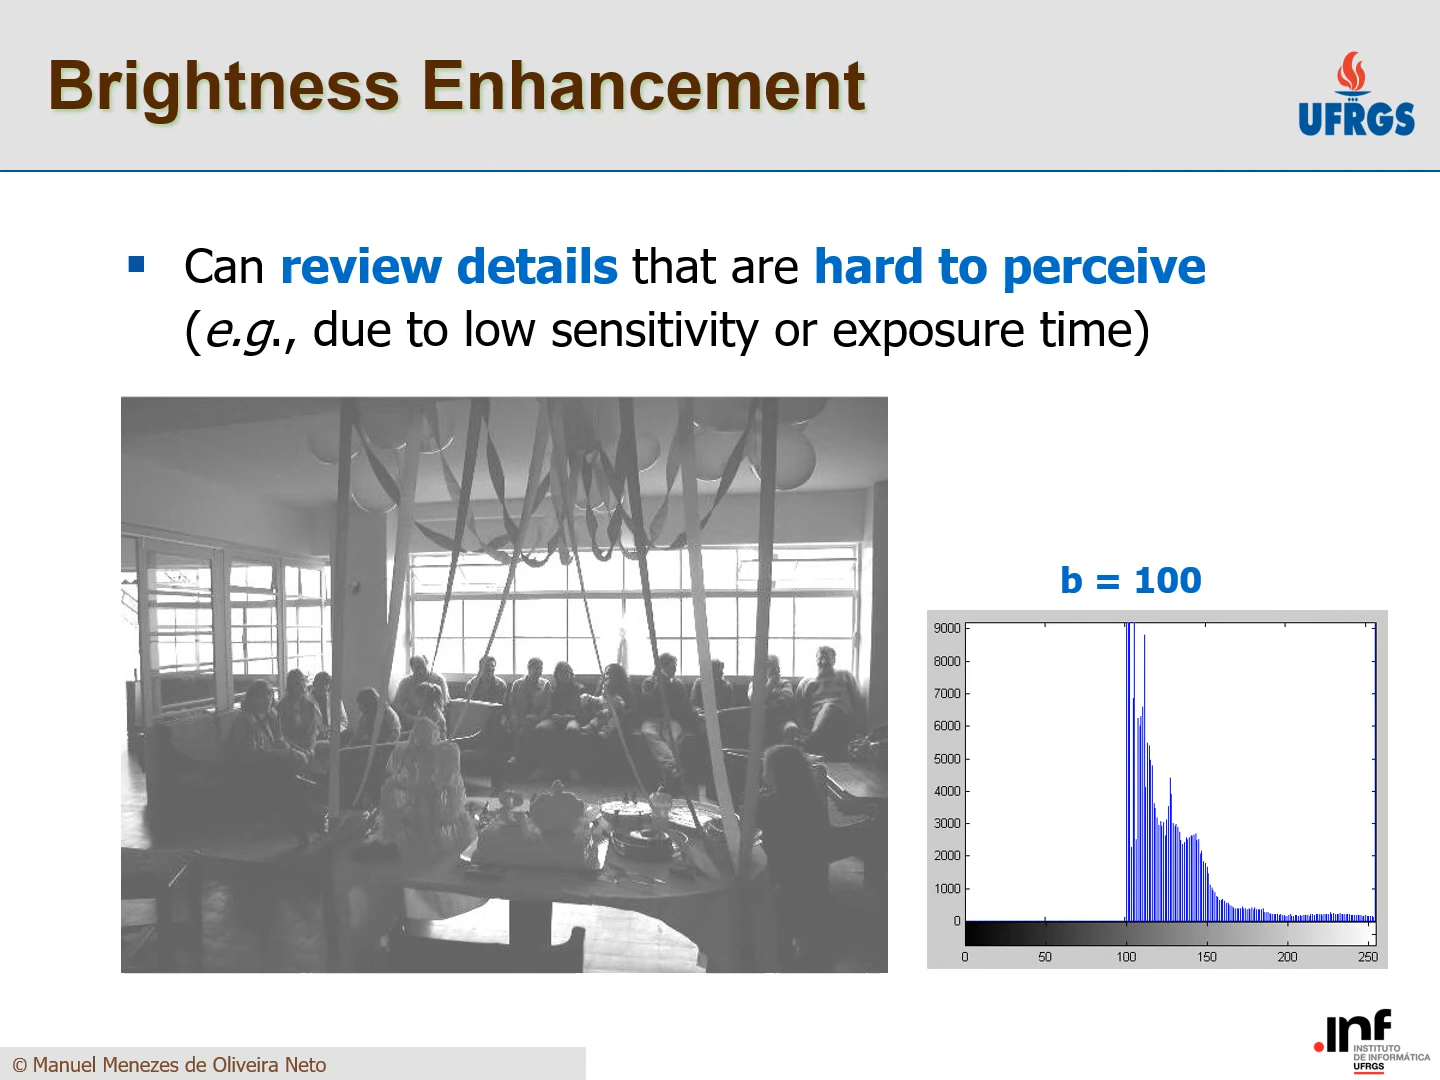 Brightness Enhancement
UFRGS
▪ Can review details that are hard to perceive
(e.g., due to low sensitivity or exposure time)
b = 100
9000
8000
7000
6000
5000
4000
3000
2000
1000
0
0 50 100 150 200 250
.inf
INSTITUTO
DE INFORMÁTICA
UFRGS
© Manuel Menezes de Oliveira Neto